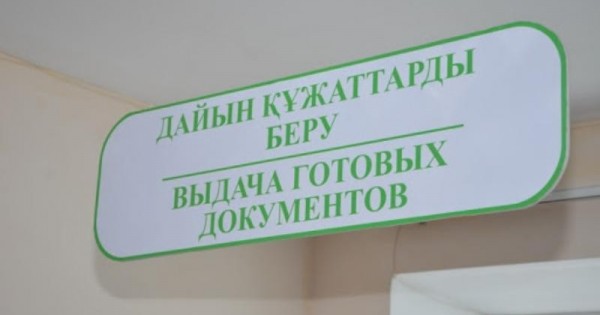 ДАЙЫН ҚҰЖАТТАРДЫ
БЕРУ
ВЫДАЧА ГОТОВЫХ
ДОКУМЕНТОВ